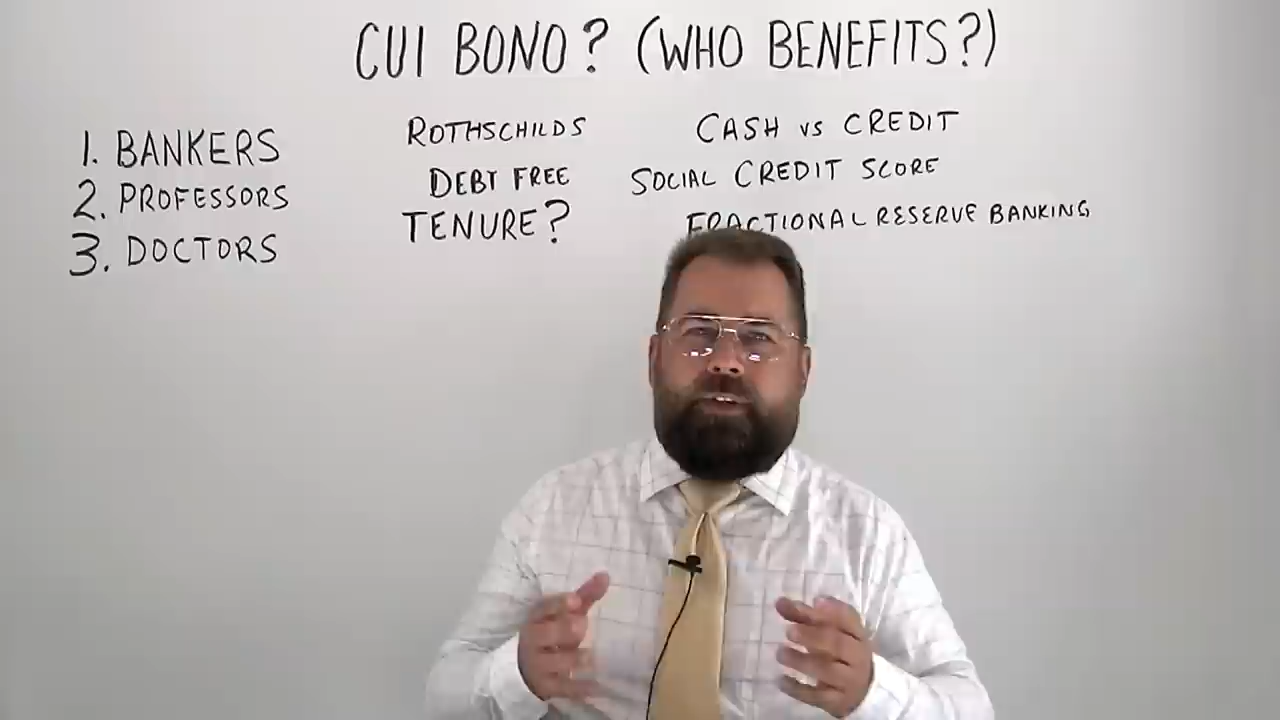 CUI BONO? (WHO BENEFITS?)
1. BANKERS
2. PROFESSORS
3. DOCTORS
ROTHSCHILDS
DEBT FREE
TENURE?
CASH VS CREDIT
SOCIAL CREDIT SCORE
FRACTIONAL RESERVE BANKING